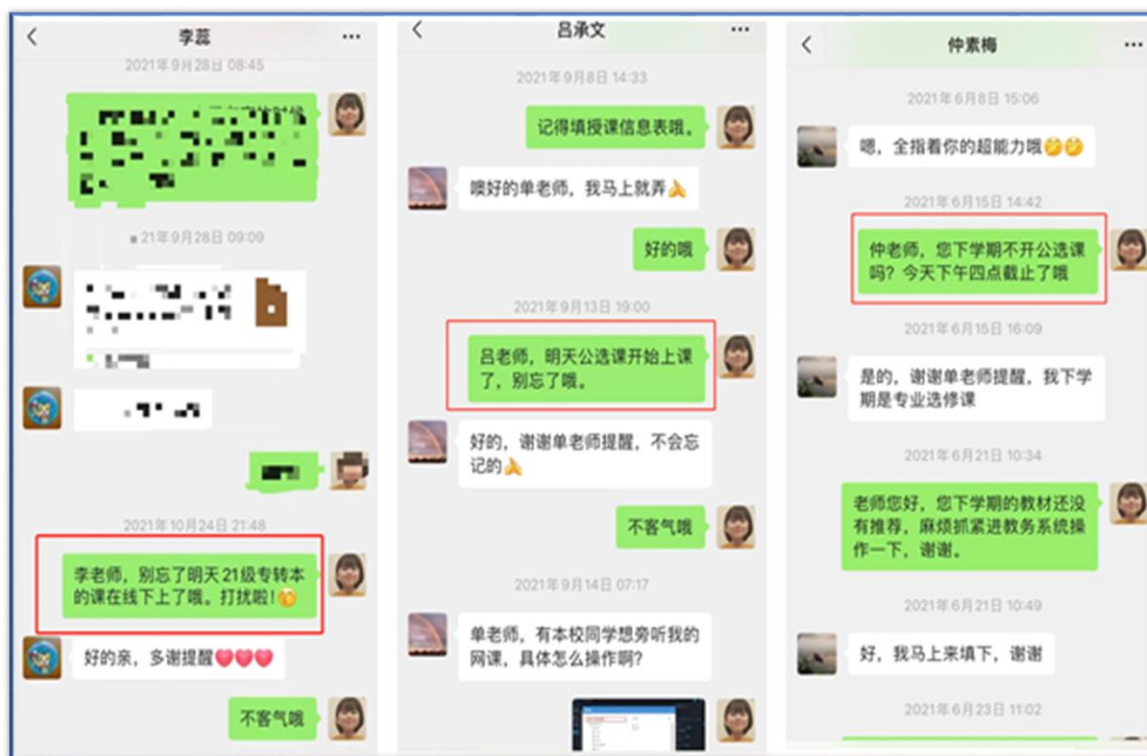 李蕊
2021年9月28日 08:45
21年9月28日 09:09
2021年10月24日 21:48
李老师，别忘了明天21级专转本
的课在线下上了哦。打扰啦!
好的亲，多谢提醒
不客气哦
吕承文
2021年9月8日 14:33
记得填授课信息表哦。
噢好的单老师，我马上就弄
好的哦
2021年9月13日 19:00
吕老师，明天公选课开始上课
了，别忘了哦。
好的，谢谢单老师提醒，不会忘
记的
不客气哦
2021年9月14日 07:17
单老师，有本校同学想旁听我的
网课，具体怎么操作啊?
仲素梅
2021年6月8日 15:06
嗯，全指着你的超能力哦
2021年6月15日 14:42
仲老师，您下学期不开公选课
吗？今天下午四点截止了哦
2021年6月15日 16:09
是的，谢谢单老师提醒，我下学
期是专业选修课
2021年6月21日 10:34
老师您好，您下学期的教材还没
有推荐，麻烦抓紧进教务系统操
作一下，谢谢。
2021年6月21日 10:49
好，我马上来填下，谢谢
2021年6月23日 11:02